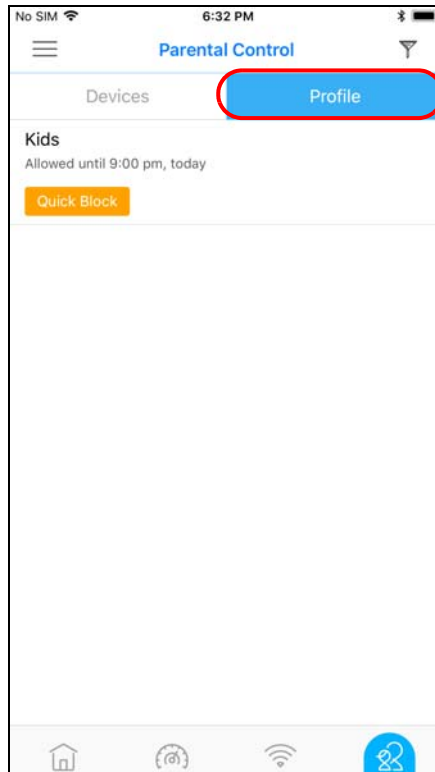 No SIM 6:32 PM
Parental Control
Devices Profile
Kids
Allowed until 9:00 pm, today
Quick Block